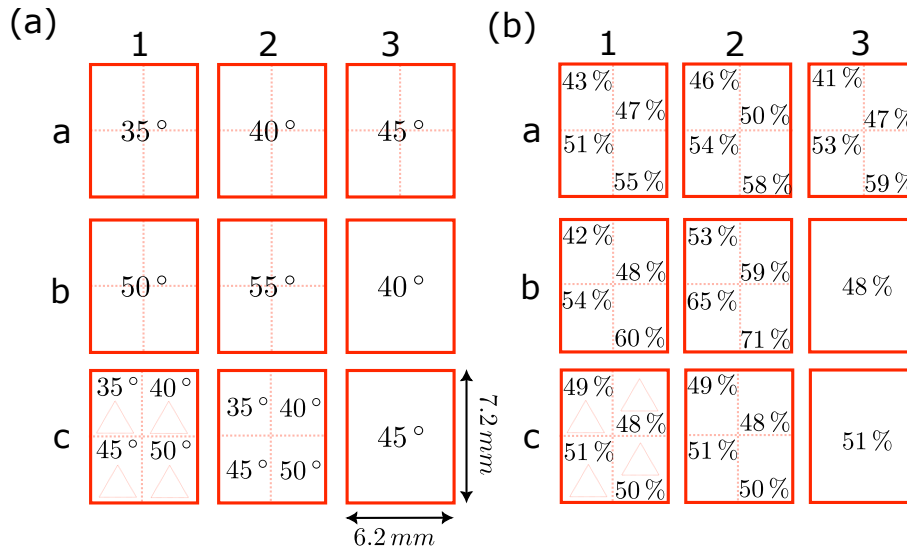 (a)
(b)
1 2 3
1 2 3
a
35° 40° 45°
b
50° 55° 40°
c
35° 40°
45° 50°
35° 40°
45° 50°
45°
7.2 mm
6.2 mm
a
43 %
47 %
51 %
55 %
46 %
50 %
54 %
58 %
41 %
47 %
53 %
59 %
b
42 %
48 %
54 %
60 %
53 %
59 %
65 %
71 %
48 %
c
49 %
48 %
51 %
50 %
49 %
48 %
51 %
50 %
51 %